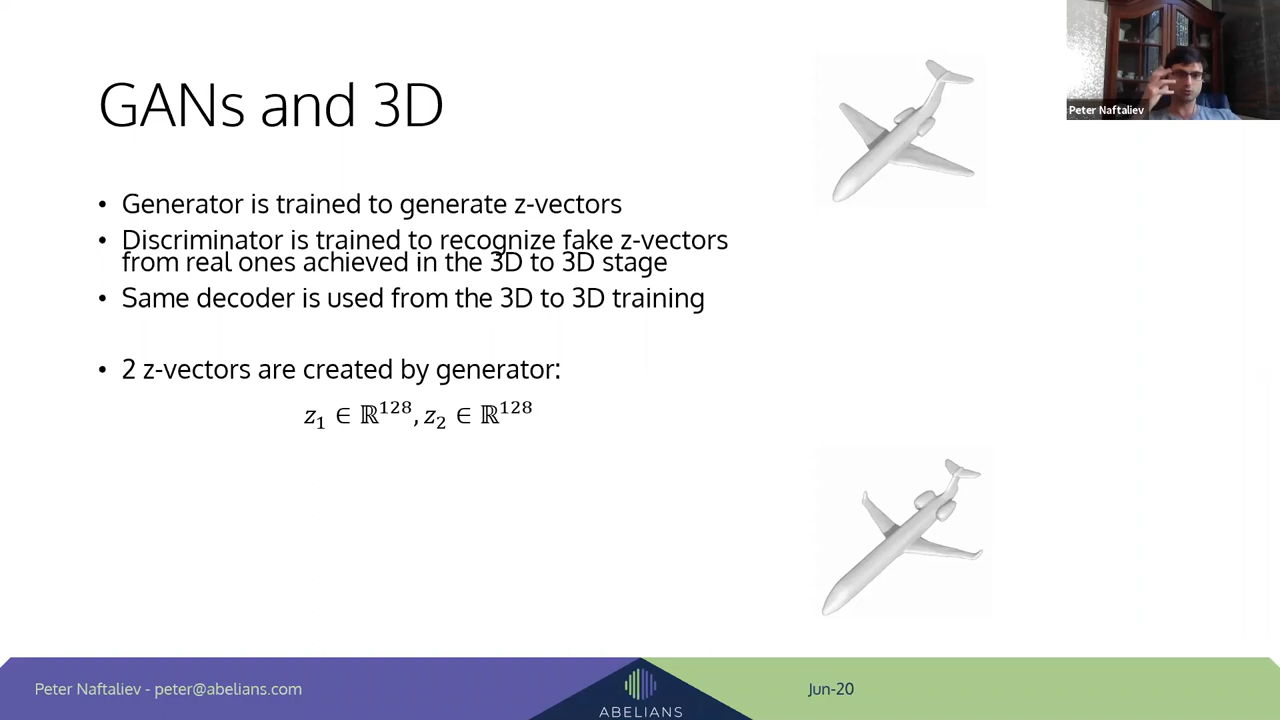 GANs and 3D
Peter Naftaliev
• Generator is trained to generate z-vectors
• Discriminator is trained to recognize fake z-vectors
from real ones achieved in the 3D to 3D stage
• Same decoder is used from the 3D to 3D training
• 2 z-vectors are created by generator:
z₁ ∈ ℝ¹²⁸, z₂ ∈ ℝ¹²⁸
Peter Naftaliev - peter@abelians.com
ABELIANS
Jun-20